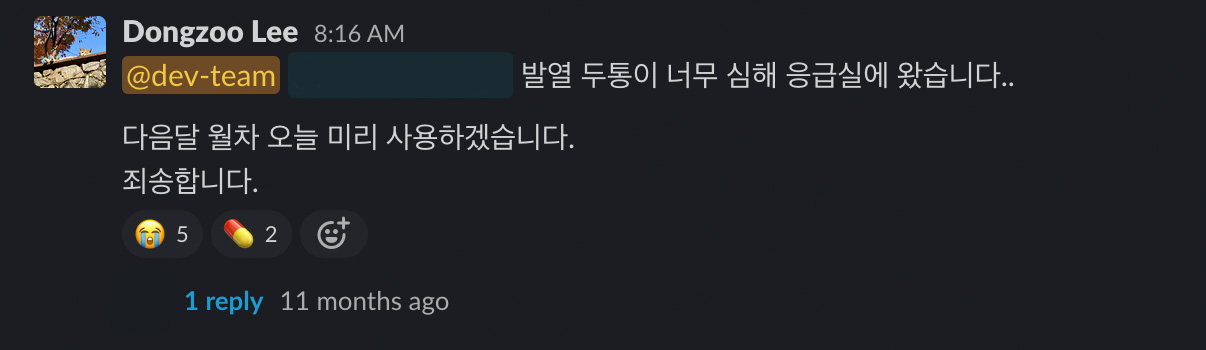 Dongzoo Lee 8:16 AM
@dev-team 발열 두통이 너무 심해 응급실에 왔습니다..
다음달 월차 오늘 미리 사용하겠습니다.
죄송합니다.
5 2
1 reply 11 months ago